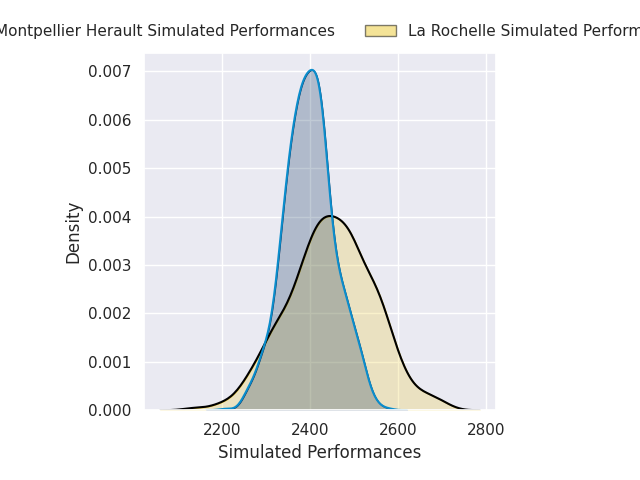 Montpellier Herault Simulated Performances La Rochelle Simulated Perform
0.007
0.006
0.005
0.004
0.003
0.002
0.001
0.000
Density
2200 2400 2600 2800
Simulated Performances